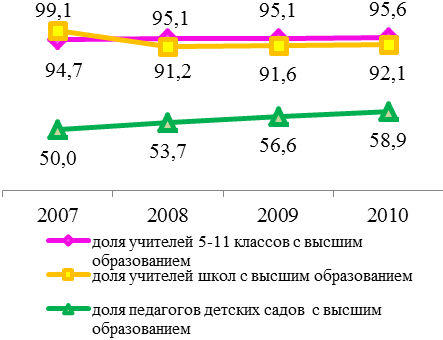 99,1 95,1 95,1 95,6
94,7 91,2 91,6 92,1
50,0 53,7 56,6 58,9
2007 2008 2009 2010
доля учителей 5-11 классов с высшим
образованием
доля учителей школ с высшим образованием
доля педагогов детских садов с высшим
образованием